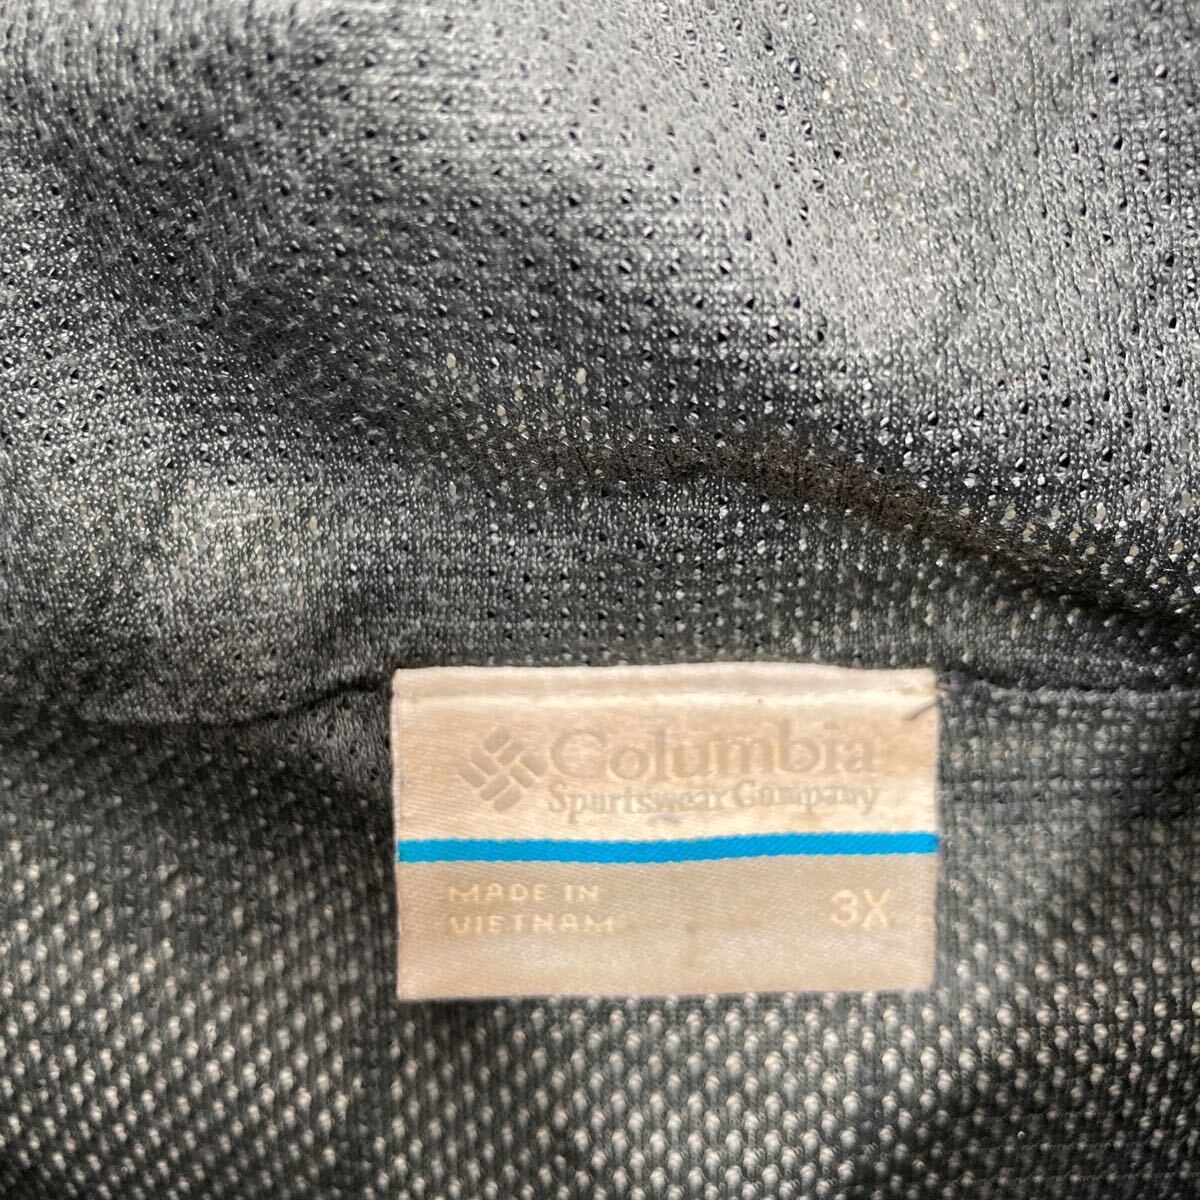 Columbia
Sportswear Company
MADE IN
VIETNAM
3X